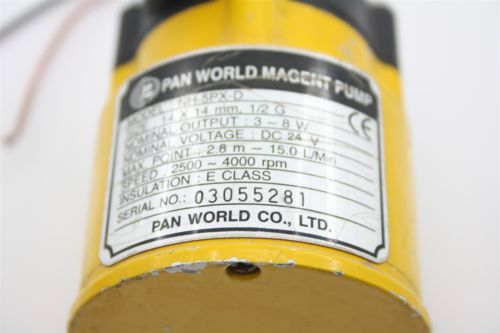 PAN WORLD MAGENT PUMP
MODEL : NH-5PX-D
14 X 14 mm, 1/2 G
NOMINAL OUTPUT : 3 ~ 8 W
NOMINAL VOLTAGE : DC 24 V
MAX. POINT : 2.8 m — 15.0 L/Min
SPEED : 2500 ~ 4000 rpm
INSULATION : E CLASS
SERIAL NO.: 03055281
PAN WORLD CO., LTD.
CE